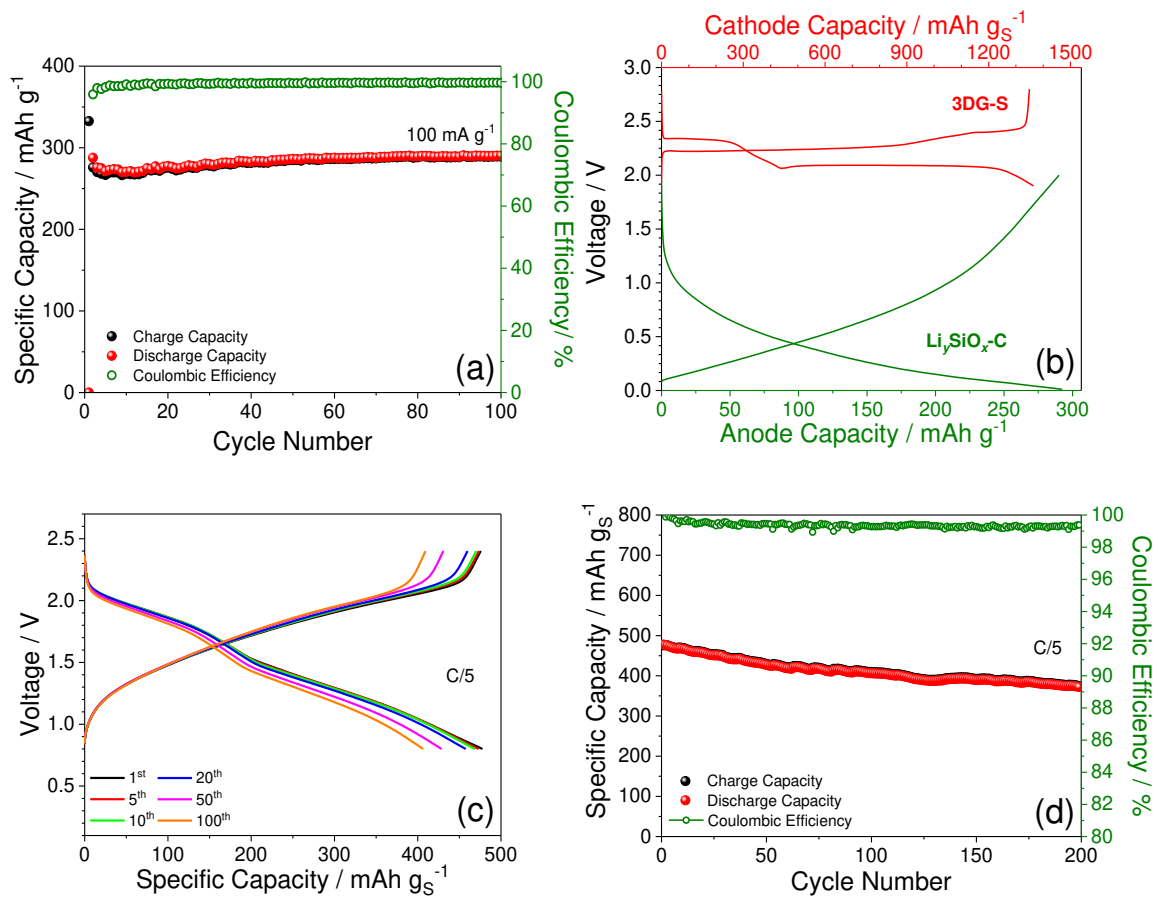 400
300
200
100
0
Specific Capacity / mAh g⁻¹
100
80
60
40
20
0
Coulombic Efficiency/ %
100 mA g⁻¹
Charge Capacity
Discharge Capacity
Coulombic Efficiency
(a)
0 20 40 60 80 100
Cycle Number
Cathode Capacity / mAh gS⁻¹
0 300 600 900 1200 1500
3.0
2.5
2.0
1.5
1.0
0.5
0.0
Voltage / V
3DG-S
LiySiOx-C
(b)
0 50 100 150 200 250 300
Anode Capacity / mAh g⁻¹
2.5
2.0
1.5
1.0
0.5
Voltage / V
C/5
1st 20th
5th 50th
10th 100th
(c)
0 100 200 300 400 500
Specific Capacity / mAh gS⁻¹
800
700
600
500
400
300
200
100
0
Specific Capacity / mAh gS⁻¹
100
98
96
94
92
90
88
86
84
82
80
Coulombic Efficiency / %
C/5
Charge Capacity
Discharge Capacity
Coulombic Efficiency
(d)
0 50 100 150 200
Cycle Number